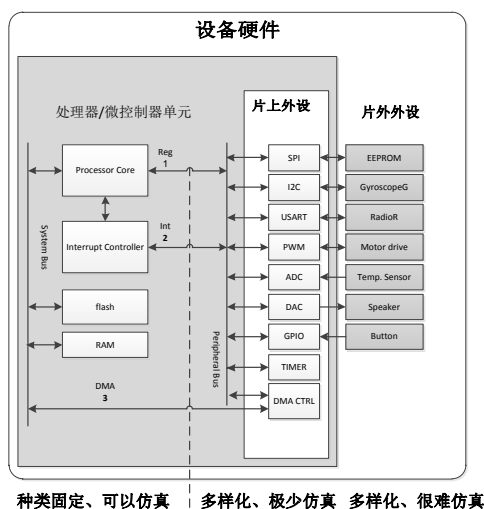 设备硬件
处理器/微控制器单元
片上外设
片外外设
Reg
1
Processor Core
SPI
EEPROM
I2C
GyroscopeG
USART
RadioR
System Bus
Interrupt Controller
Int
2
PWM
Motor drive
ADC
Temp. Sensor
flash
DAC
Speaker
RAM
Peripheral Bus
GPIO
Button
TIMER
DMA
3
DMA CTRL
种类固定、可以仿真
多样化、极少仿真
多样化、很难仿真